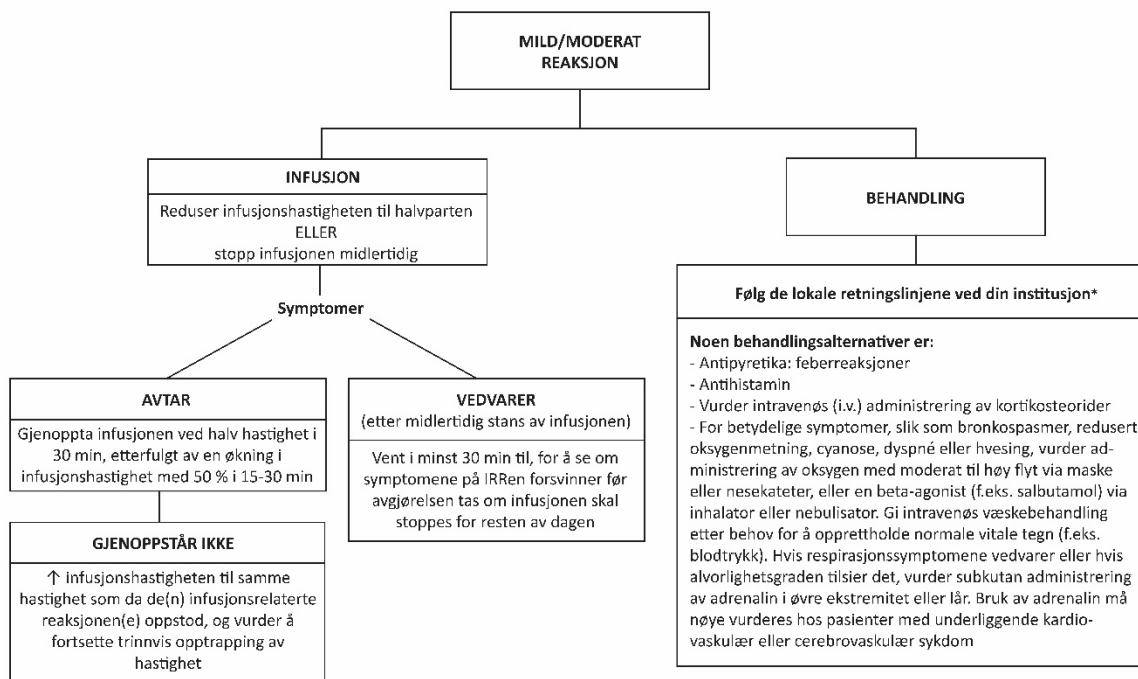 MILD/MODERAT
REAKSJON
INFUSJON
Reduser infusjonshastigheten til halvparten
ELLER
stopp infusjonen midlertidig
Symptomer
AVTAR
Gjenoppta infusjonen ved halv hastighet i
30 min, etterfulgt av en økning i
infusjonshastighet med 50 % i 15-30 min
GJENOPPSTÅR IKKE
↑ infusjonshastigheten til samme
hastighet som da de(n) infusjonsrelaterte
reaksjonen(e) oppstod, og vurder å
fortsette trinnvis opptrapping av
hastighet
VEDVARER
(etter midlertidig stans av infusjonen)
Vent i minst 30 min til, for å se om
symptomene på IRRen forsvinner før
avgjørelsen tas om infusjonen skal
stoppes for resten av dagen
BEHANDLING
Følg de lokale retningslinjene ved din institusjon*
Noen behandlingsalternativer er:
- Antipyretika: feberreaksjoner
- Antihistamin
- Vurder intravenøs (i.v.) administrering av kortikosteorider
- For betydelige symptomer, slik som bronkospasmer, redusert
oksygenmetning, cyanose, dyspné eller hvesing, vurder ad-
ministrering av oksygen med moderat til høy flyt via maske
eller nesekateter, eller en beta-agonist (f.eks. salbutamol) via
inhalator eller nebulisator. Gi intravenøs væskebehandling
etter behov for å opprettholde normale vitale tegn (f.eks.
blodtrykk). Hvis respirasjonssymptomene vedvarer eller hvis
alvorlighetsgraden tilsier det, vurder subkutan administrering
av adrenalin i øvre ekstremitet eller lår. Bruk av adrenalin må
nøye vurderes hos pasienter med underliggende kardio-
vaskulær eller cerebrovaskulær sykdom